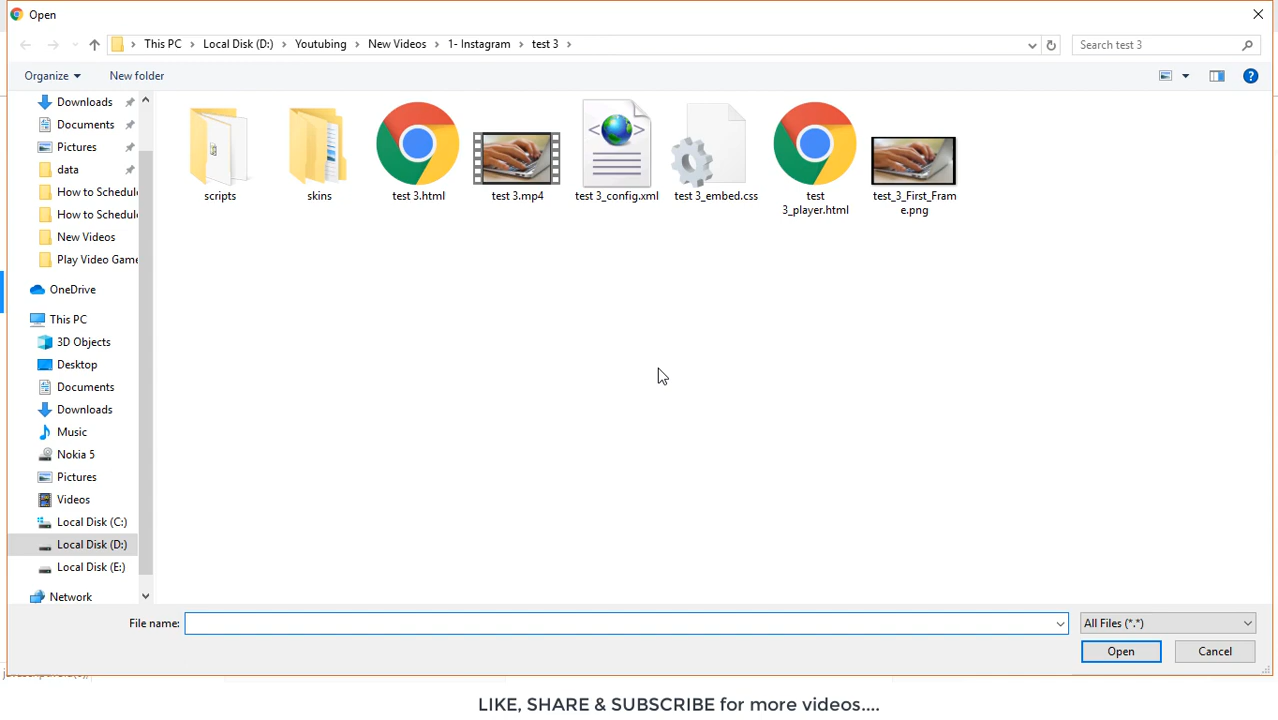 Open
This PC > Local Disk (D:) > Youtubing > New Videos > 1- Instagram > test 3 >
Search test 3
Organize
New folder
Downloads
Documents
Pictures
data
How to Schedul
How to Schedul
New Videos
Play Video Game
OneDrive
This PC
3D Objects
Desktop
Documents
Downloads
Music
Nokia 5
Pictures
Videos
Local Disk (C:)
Local Disk (D:)
Local Disk (E:)
Network
scripts
skins
test 3.html
test 3.mp4
test 3_config.xml
test 3_embed.css
test
3_player.html
test_3_First_Fram
e.png
File name:
All Files (*.*)
Open
Cancel
LIKE, SHARE & SUBSCRIBE for more videos....